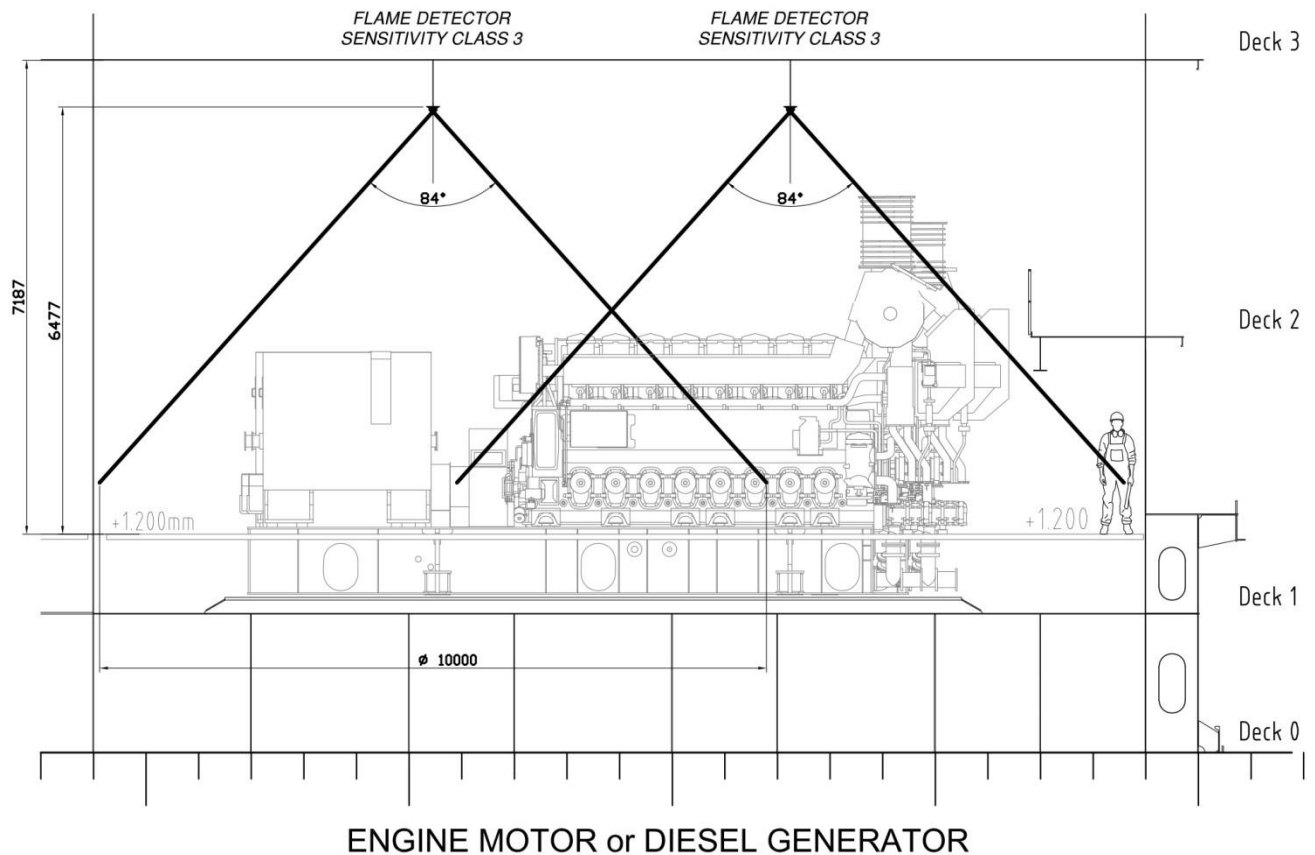 FLAME DETECTOR
SENSITIVITY CLASS 3
FLAME DETECTOR
SENSITIVITY CLASS 3
Deck 3
84°
84°
7187
6477
Deck 2
+1.200mm
+1.200
Deck 1
ø 10000
Deck 0
ENGINE MOTOR or DIESEL GENERATOR